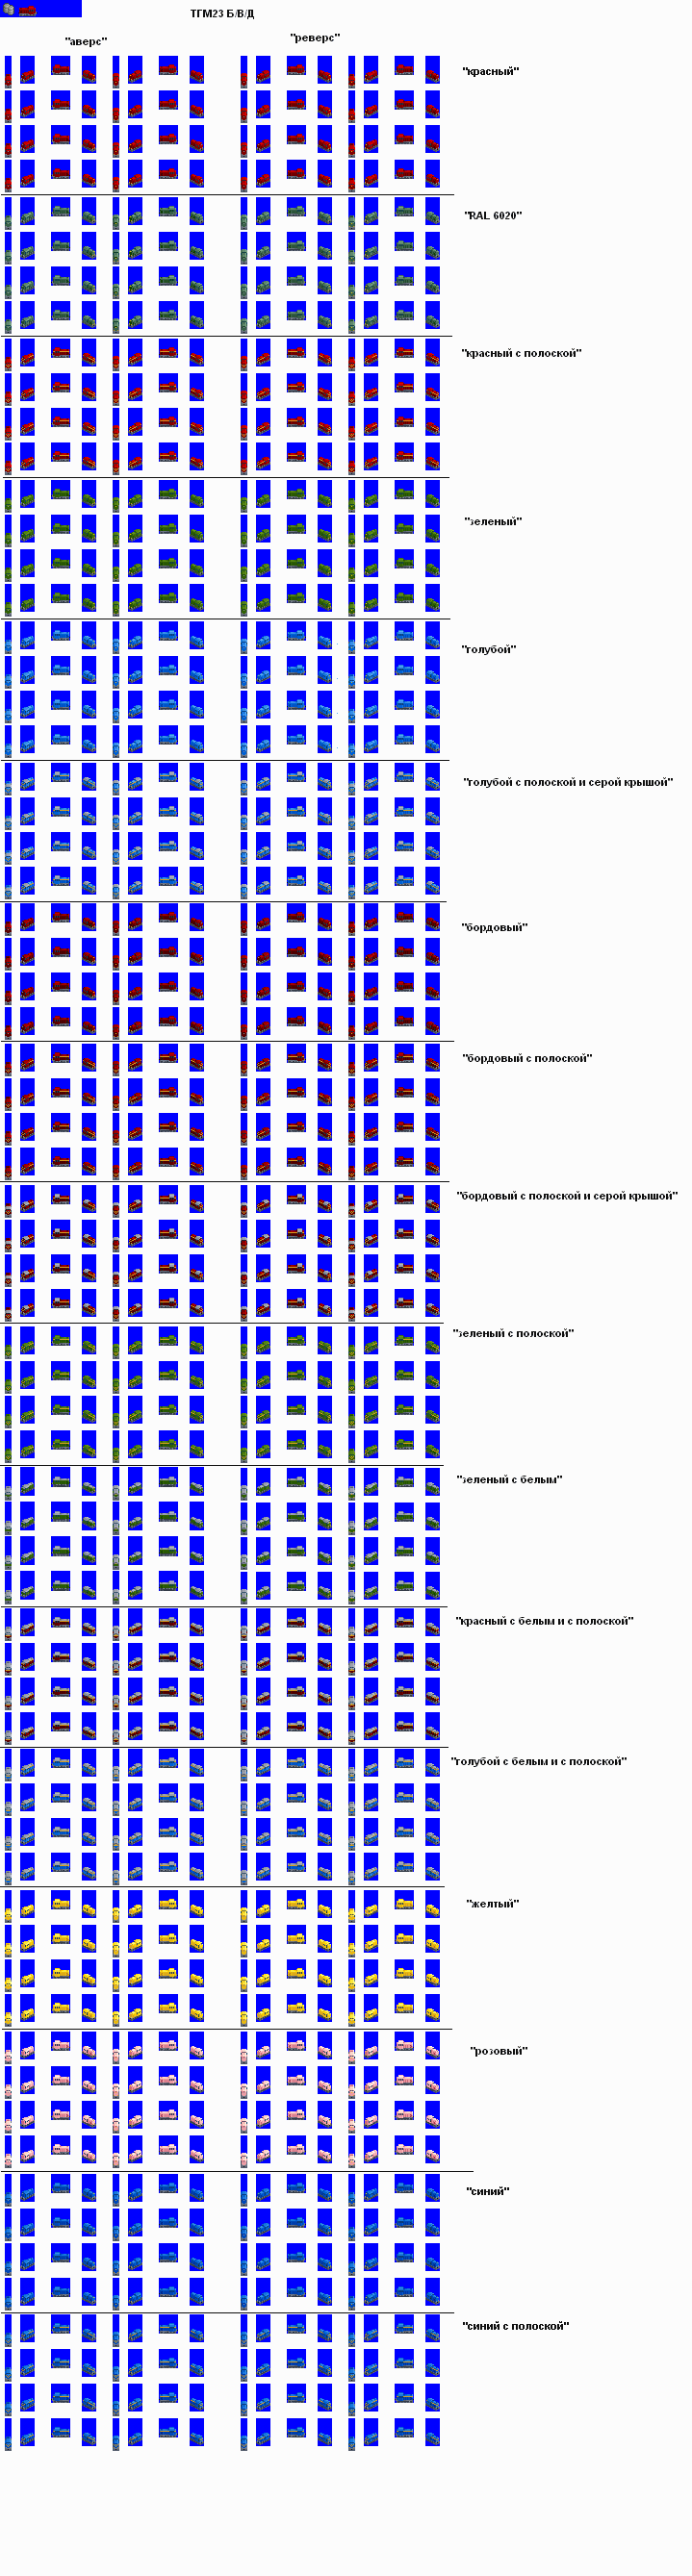 ТГМ23 Б/В/Д
"аверс"
"реверс"
"красный"
"RAL 6020"
"красный с полоской"
"зеленый"
"голубой"
"голубой с полоской и серой крышой"
"бордовый"
"бордовый с полоской"
"бордовый с полоской и серой крышой"
"зеленый с полоской"
"зеленый с белым"
"красный с белым и с полоской"
"голубой с белым и с полоской"
"желтый"
"розовый"
"синий"
"синий с полоской"